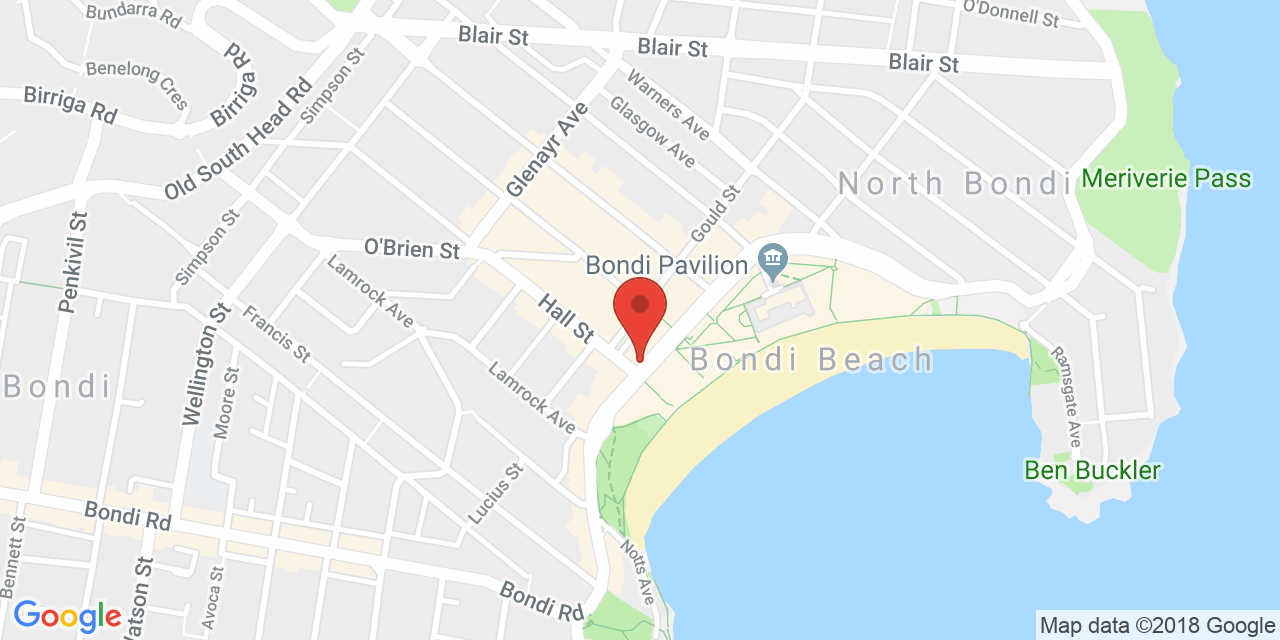 Bundarra Rd
O'Donnell St
Blair St
Blair St
Blair St
Birriga Rd
Benelong Cres
Simpson St
Birriga Rd
Warners Ave
Glasgow Ave
Old South Head Rd
Glenayr Ave
North Bondi
Meriverie Pass
Gould St
Simpson St
O'Brien St
Penkivil St
Bondi Pavilion
Lamrock Ave
Hall St
Francis St
Wellington St
Bondi Beach
Bondi
Moore St
Lamrock Ave
Ramsgate Ave
Ben Buckler
Lucius St
Bondi Rd
Bennett St
Notts Ave
Avoca St
Watson St
Bondi Rd
Google
Map data ©2018 Google